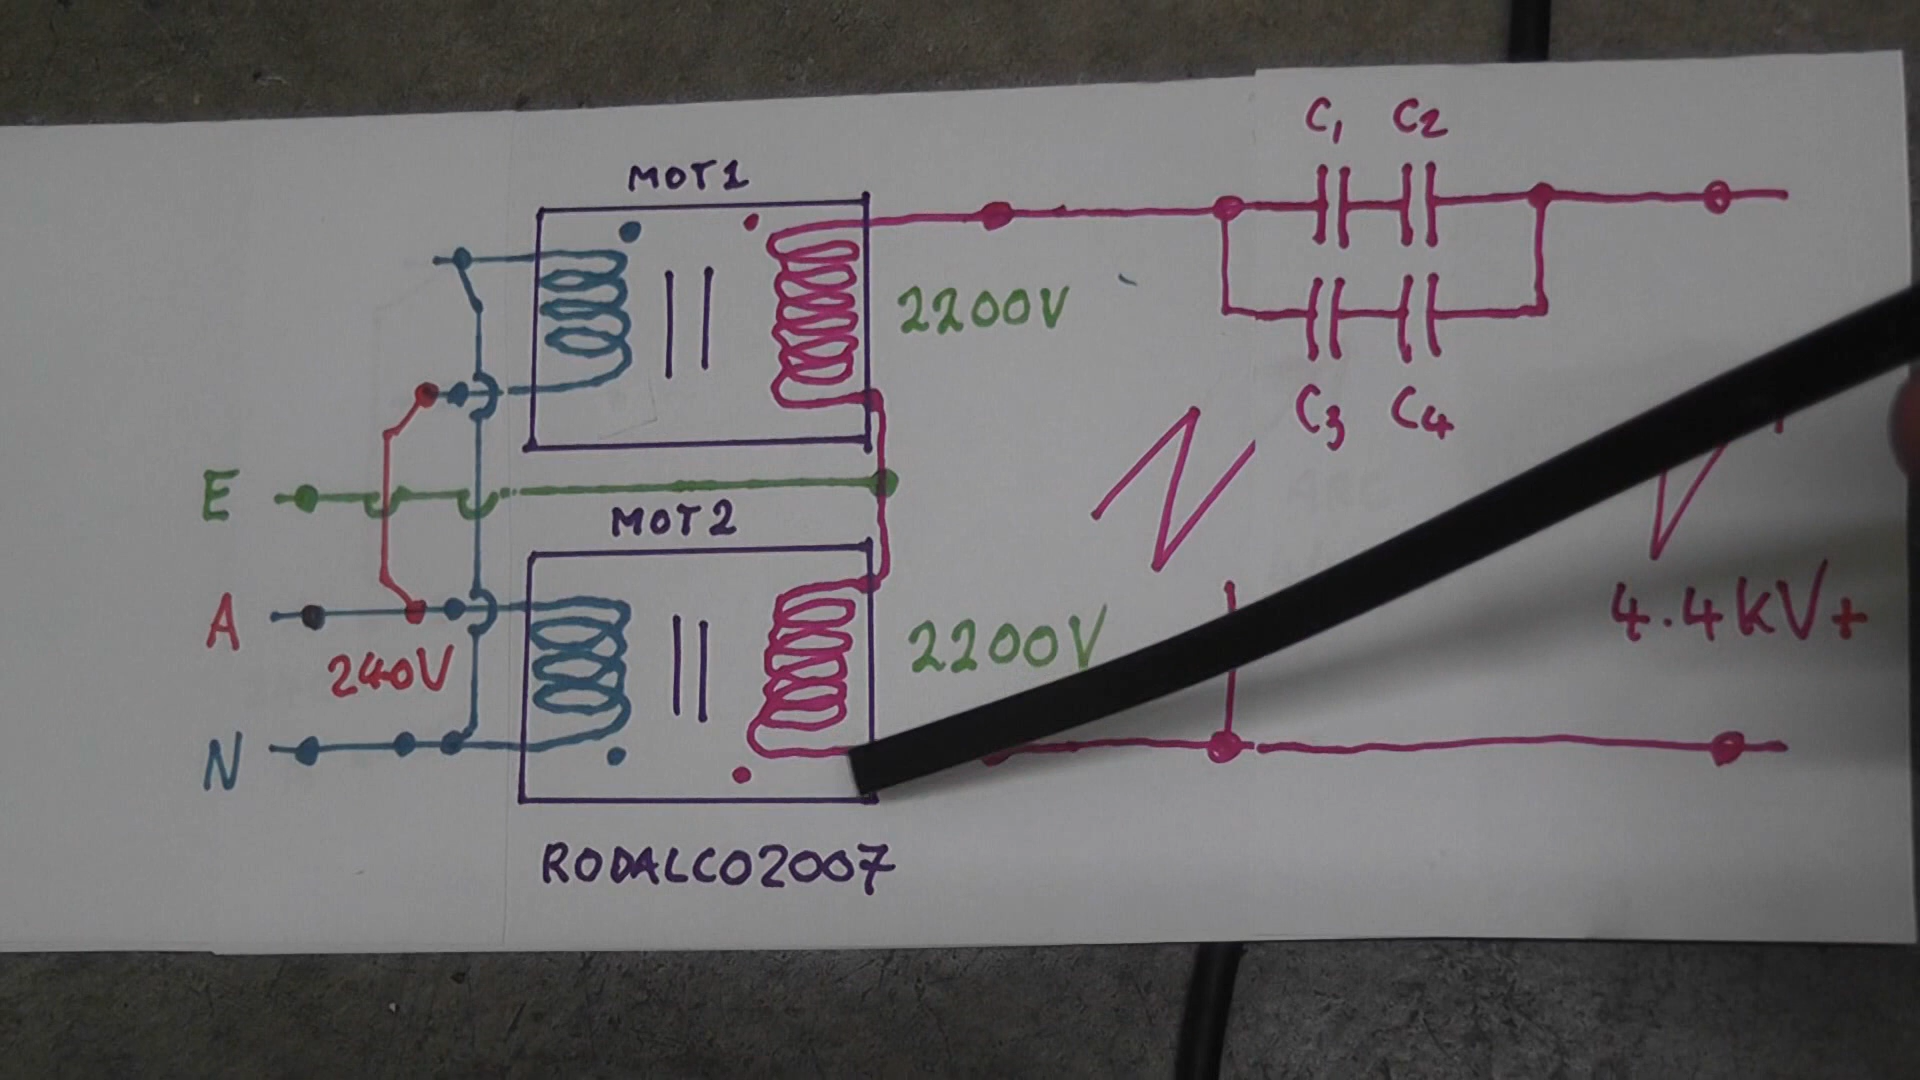 C1 C2
MOT1
2200V
C3 C4
E
MOT2
A
240V
2200V
4.4kV+
N
RODALCO2007